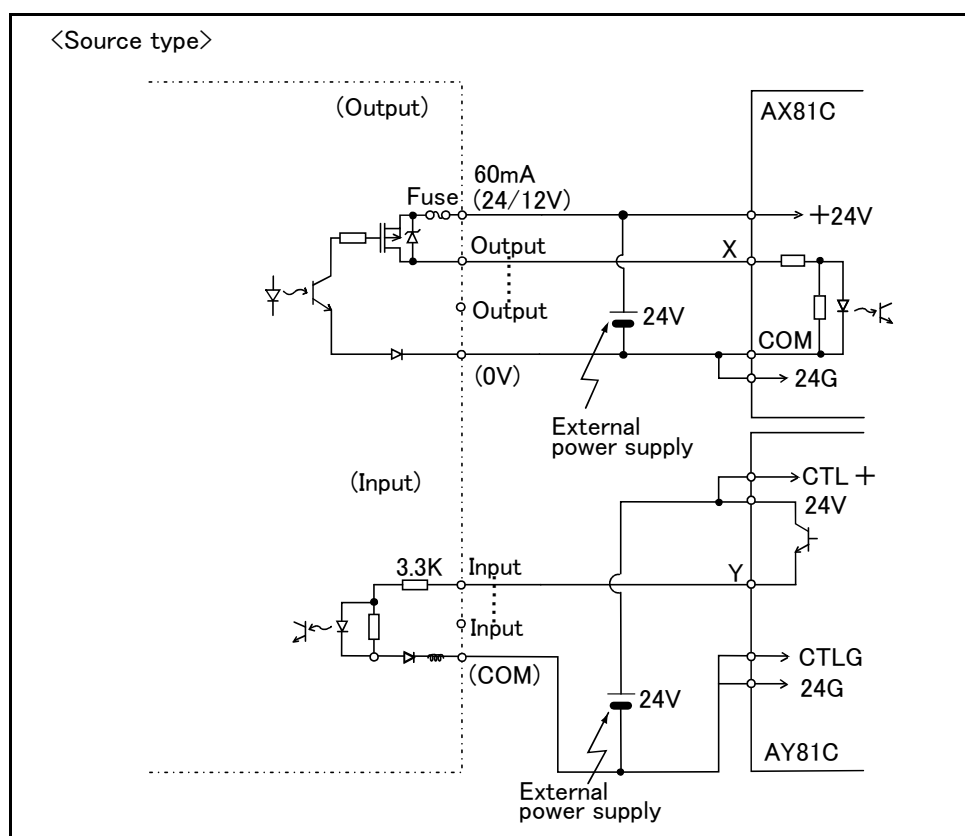 <Source type>
(Output)
AX81C
60mA
Fuse (24/12V)
+24V
Output
X
Output
24V
COM
(0V)
24G
External
power supply
(Input)
CTL+
24V
3.3K
Input
Y
Input
(COM)
CTLG
24G
24V
AY81C
External
power supply